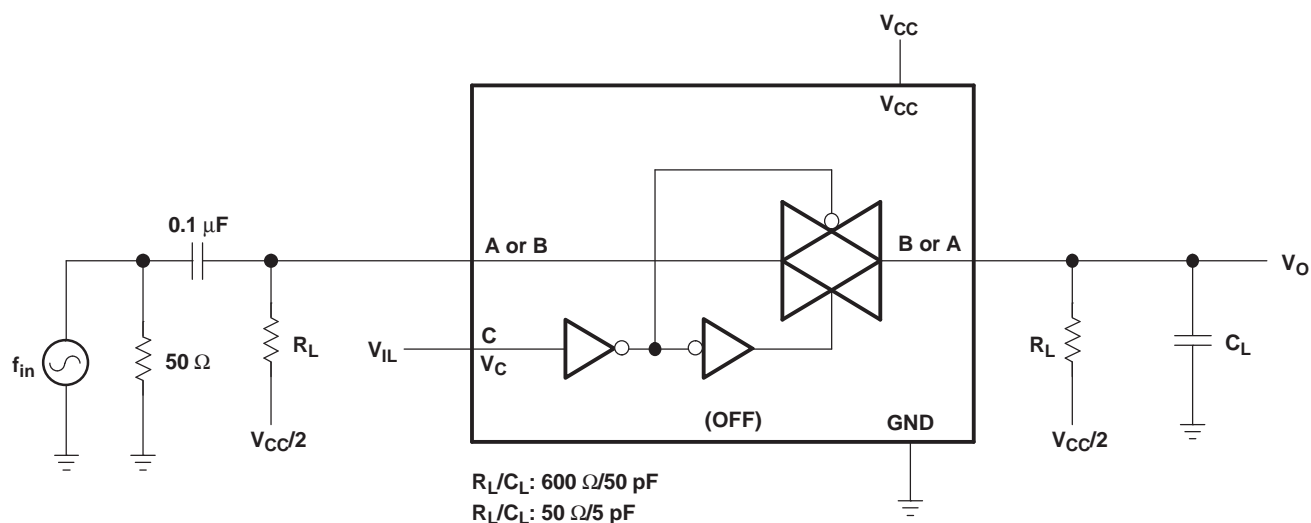 VCC
VCC
0.1 μF
A or B
B or A
VO
fin
50 Ω
RL
VCC/2
VIL
C
VC
(OFF)
GND
RL
VCC/2
CL
RL/CL: 600 Ω/50 pF
RL/CL: 50 Ω/5 pF